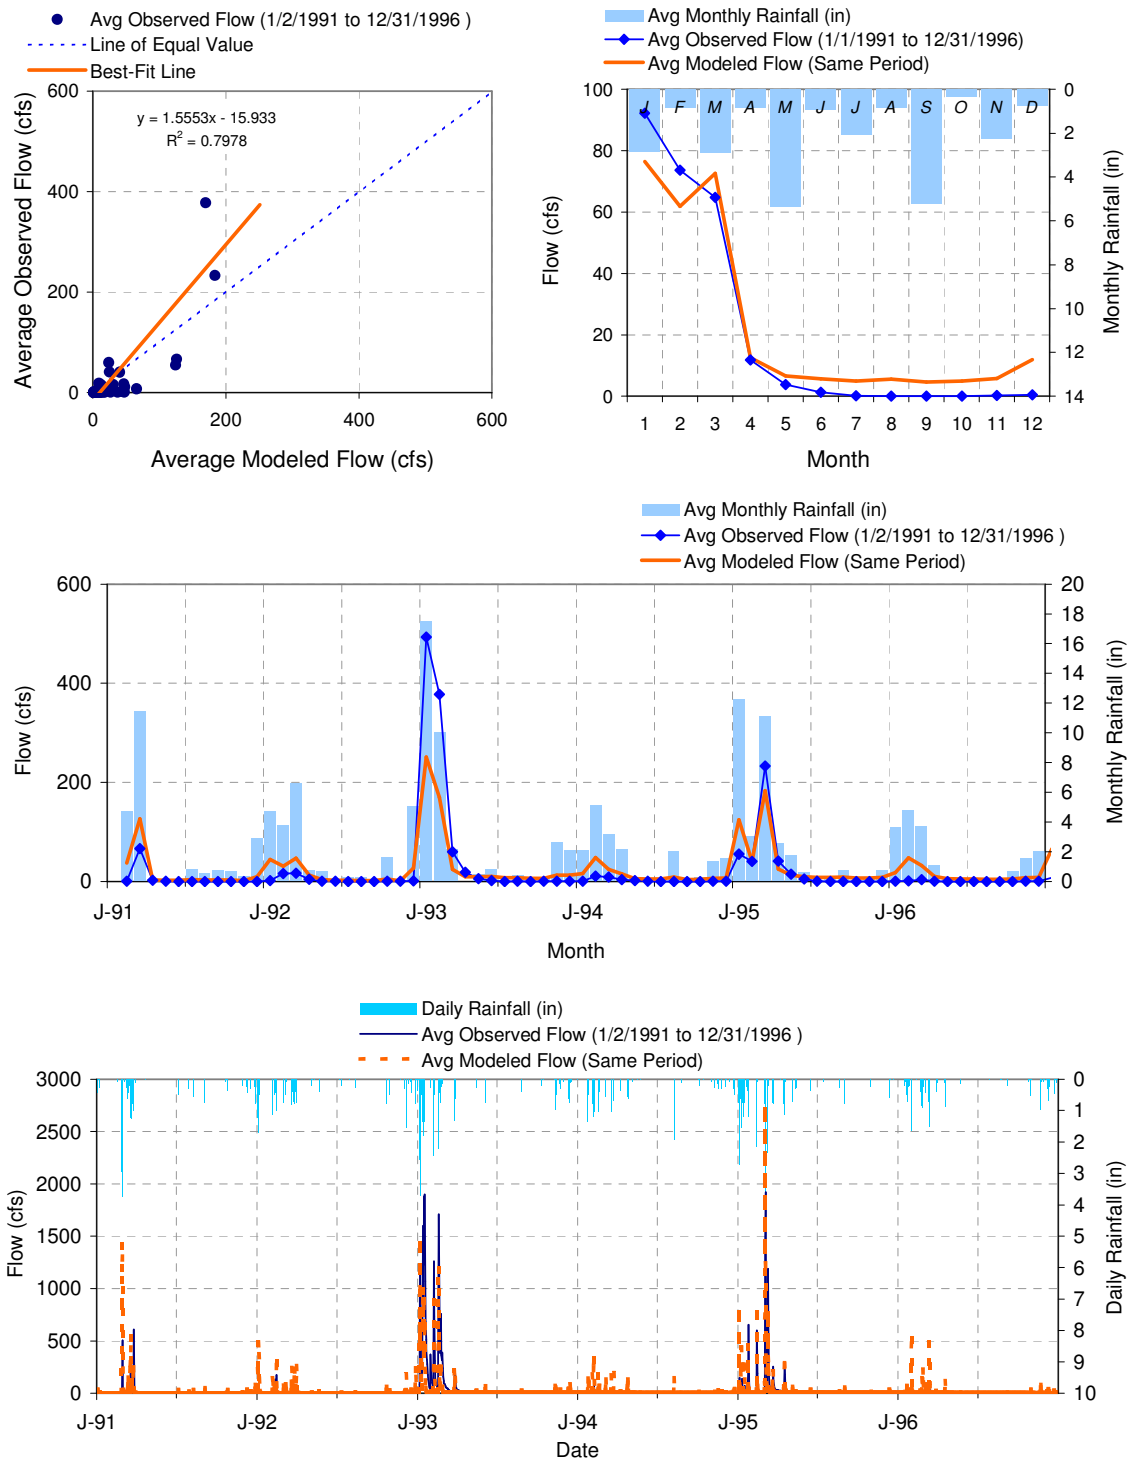 Avg Observed Flow (1/2/1991 to 12/31/1996 )
Line of Equal Value
Best-Fit Line
y = 1.5553x - 15.933
R² = 0.7978
600
400
200
0
0 200 400 600
Average Observed Flow (cfs)
Average Modeled Flow (cfs)
Avg Monthly Rainfall (in)
Avg Observed Flow (1/1/1991 to 12/31/1996)
Avg Modeled Flow (Same Period)
J F M A M J J A S O N D
100
80
60
40
20
0
Flow (cfs)
0
2
4
6
8
10
12
14
Monthly Rainfall (in)
1 2 3 4 5 6 7 8 9 10 11 12
Month
Avg Monthly Rainfall (in)
Avg Observed Flow (1/2/1991 to 12/31/1996 )
Avg Modeled Flow (Same Period)
600
400
200
0
Flow (cfs)
20
18
16
14
12
10
8
6
4
2
0
Monthly Rainfall (in)
J-91 J-92 J-93 J-94 J-95 J-96
Month
Daily Rainfall (in)
Avg Observed Flow (1/2/1991 to 12/31/1996 )
Avg Modeled Flow (Same Period)
3000
2500
2000
1500
1000
500
0
Flow (cfs)
0
1
2
3
4
5
6
7
8
9
10
Daily Rainfall (in)
J-91 J-92 J-93 J-94 J-95 J-96
Date